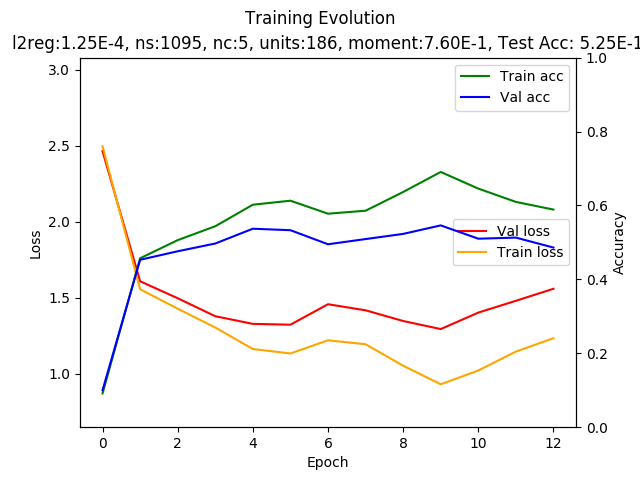 Training Evolution
l2reg:1.25E-4, ns:1095, nc:5, units:186, moment:7.60E-1, Test Acc: 5.25E-1
Train acc
Val acc
Val loss
Train loss
3.0
2.5
2.0
1.5
1.0
Loss
1.0
0.8
0.6
0.4
0.2
0.0
Accuracy
0 2 4 6 8 10 12
Epoch